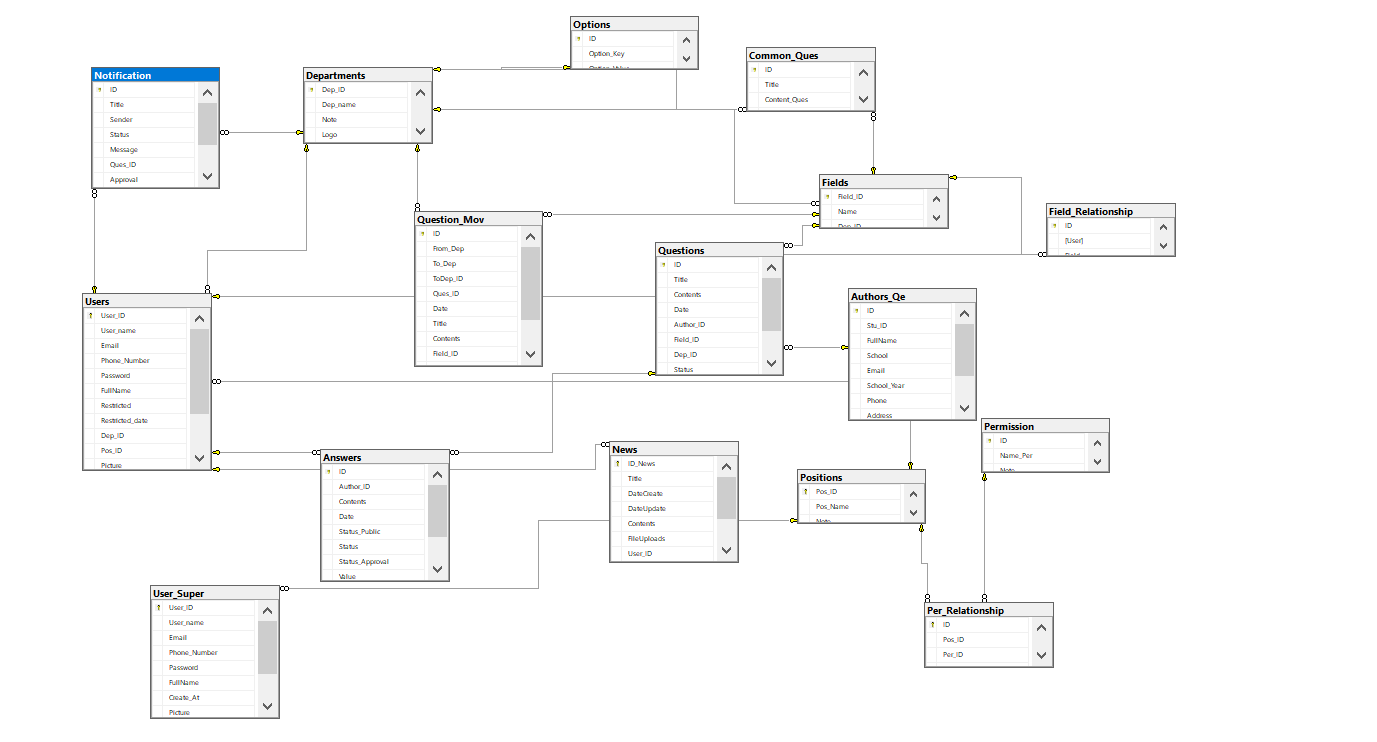 Options
ID
Option_Key
Option_Value
Common_Ques
ID
Title
Content_Ques
Notification
ID
Title
Sender
Status
Message
Ques_ID
Approval
Departments
Dep_ID
Dep_name
Note
Logo
Fields
Field_ID
Name
Dep_ID
Field_Relationship
ID
[User]
Field
Question_Mov
ID
From_Dep
To_Dep
ToDep_ID
Ques_ID
Date
Title
Contents
Field_ID
Questions
ID
Title
Contents
Date
Author_ID
Field_ID
Dep_ID
Status
Users
User_ID
User_name
Email
Phone_Number
Password
FullName
Restricted
Restricted_date
Dep_ID
Pos_ID
Picture
Authors_Qe
ID
Stu_ID
FullName
School
Email
School_Year
Phone
Address
Permission
ID
Name_Per
Note
Answers
ID
Author_ID
Contents
Date
Status_Public
Status
Status_Approval
Value
News
ID_News
Title
DateCreate
DateUpdate
Contents
FileUploads
User_ID
Positions
Pos_ID
Pos_Name
Note
User_Super
User_ID
User_name
Email
Phone_Number
Password
FullName
Create_At
Picture
Per_Relationship
ID
Pos_ID
Per_ID